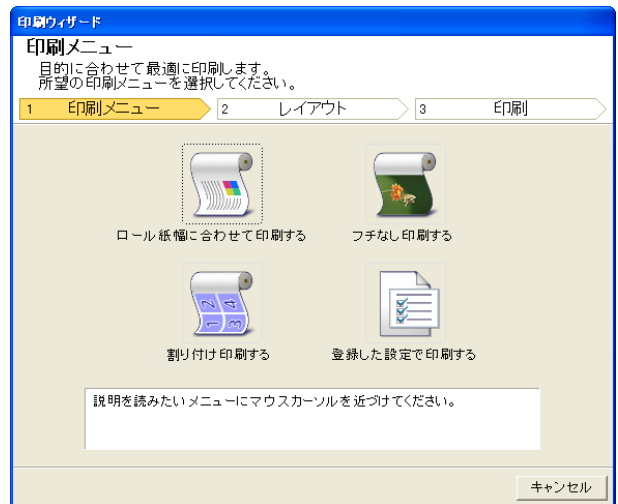 印刷ウィザード
印刷メニュー
目的に合わせて最適に印刷します。
所望の印刷メニューを選択してください。
1 印刷メニュー 2 レイアウト 3 印刷
ロール紙幅に合わせて印刷する フチなし印刷する
1 2 3 4
割り付け印刷する 登録した設定で印刷する
説明を読みたいメニューにマウスカーソルを近づけてください。
キャンセル